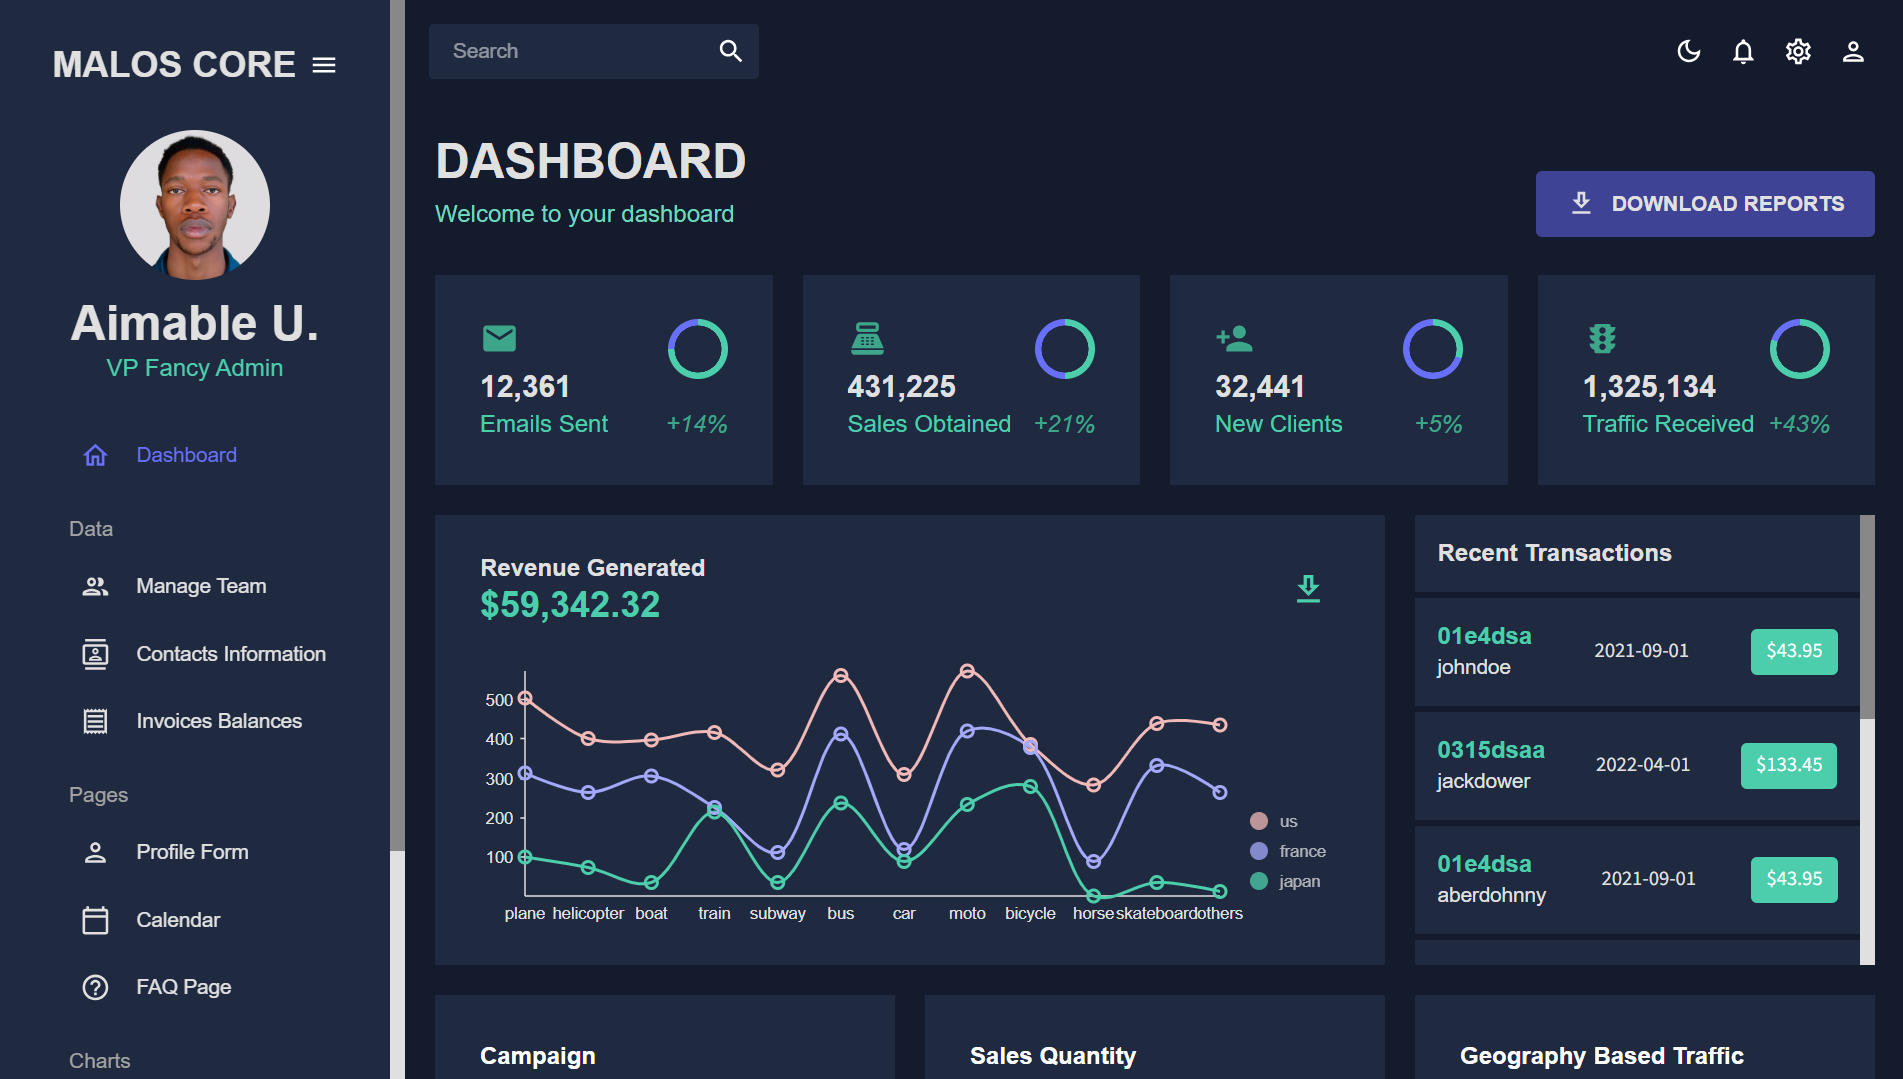 MALOS CORE
Search
Aimable U.
VP Fancy Admin
Dashboard
Data
Manage Team
Contacts Information
Invoices Balances
Pages
Profile Form
Calendar
FAQ Page
Charts
DASHBOARD
Welcome to your dashboard
DOWNLOAD REPORTS
12,361
Emails Sent +14%
431,225
Sales Obtained +21%
32,441
New Clients +5%
1,325,134
Traffic Received +43%
Revenue Generated
$59,342.32
500
400
300
200
100
plane helicopter boat train subway bus car moto bicycle horse skateboard others
us
france
japan
Recent Transactions
01e4dsa
johndoe
2021-09-01
$43.95
0315dsaa
jackdower
2022-04-01
$133.45
01e4dsa
aberdohnny
2021-09-01
$43.95
Campaign
Sales Quantity
Geography Based Traffic